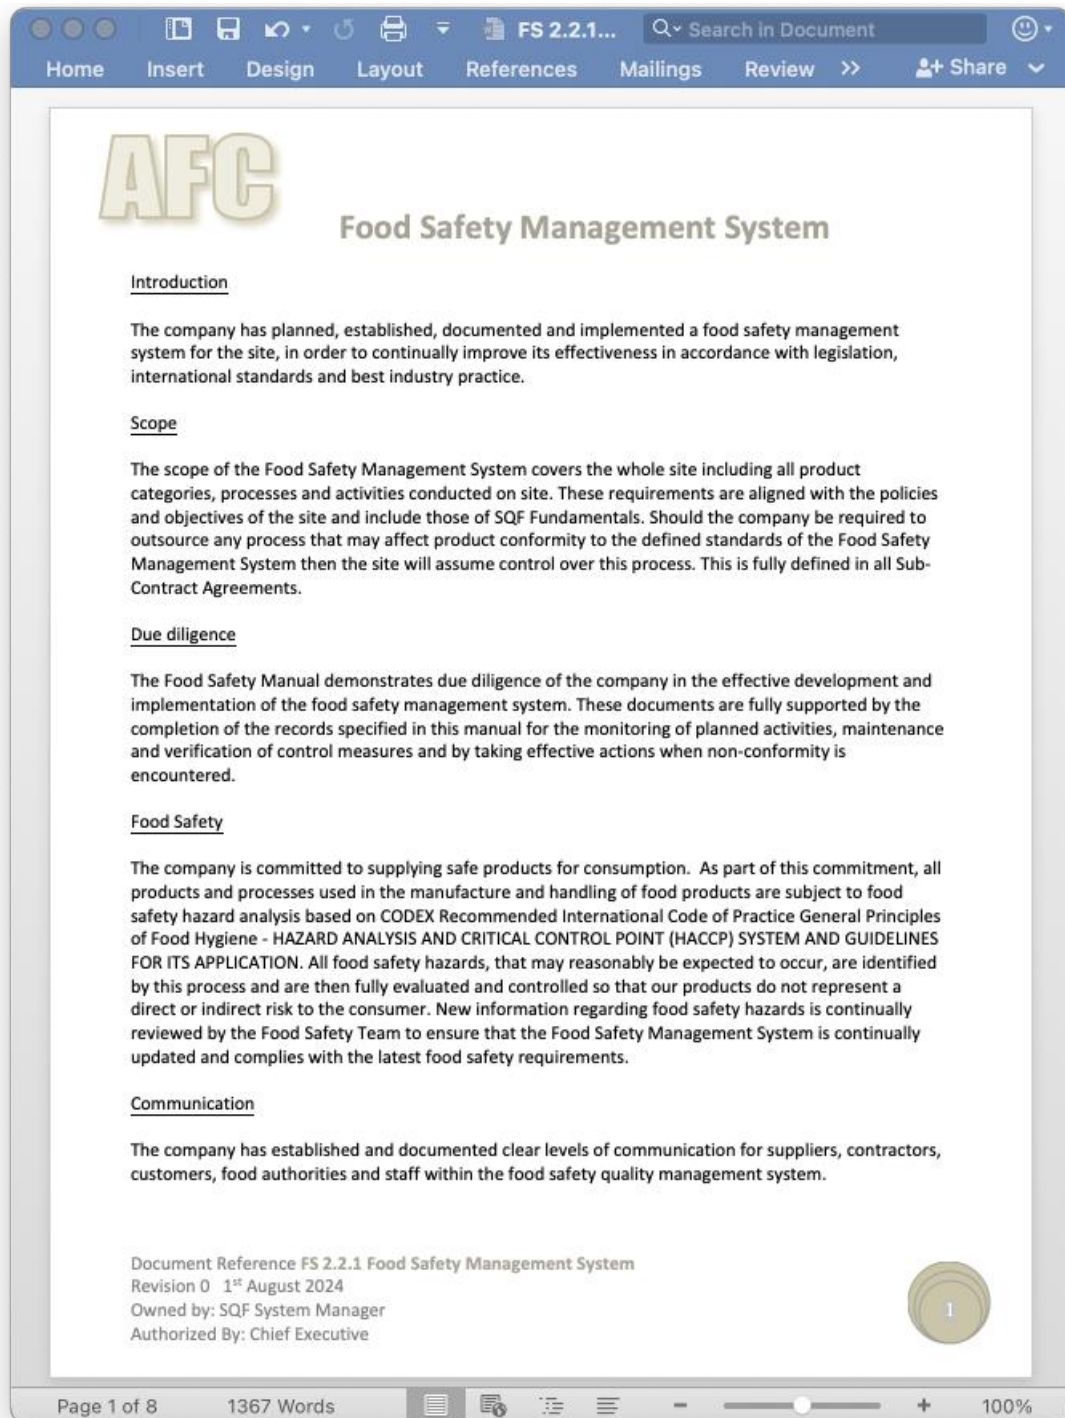 FS 2.2.1...
Search in Document
Home Insert Design Layout References Mailings Review >> Share
AFC
Food Safety Management System
Introduction
The company has planned, established, documented and implemented a food safety management
system for the site, in order to continually improve its effectiveness in accordance with legislation,
international standards and best industry practice.
Scope
The scope of the Food Safety Management System covers the whole site including all product
categories, processes and activities conducted on site. These requirements are aligned with the policies
and objectives of the site and include those of SQF Fundamentals. Should the company be required to
outsource any process that may affect product conformity to the defined standards of the Food Safety
Management System then the site will assume control over this process. This is fully defined in all Sub-
Contract Agreements.
Due diligence
The Food Safety Manual demonstrates due diligence of the company in the effective development and
implementation of the food safety management system. These documents are fully supported by the
completion of the records specified in this manual for the monitoring of planned activities, maintenance
and verification of control measures and by taking effective actions when non-conformity is
encountered.
Food Safety
The company is committed to supplying safe products for consumption.  As part of this commitment, all
products and processes used in the manufacture and handling of food products are subject to food
safety hazard analysis based on CODEX Recommended International Code of Practice General Principles
of Food Hygiene - HAZARD ANALYSIS AND CRITICAL CONTROL POINT (HACCP) SYSTEM AND GUIDELINES
FOR ITS APPLICATION. All food safety hazards, that may reasonably be expected to occur, are identified
by this process and are then fully evaluated and controlled so that our products do not represent a
direct or indirect risk to the consumer. New information regarding food safety hazards is continually
reviewed by the Food Safety Team to ensure that the Food Safety Management System is continually
updated and complies with the latest food safety requirements.
Communication
The company has established and documented clear levels of communication for suppliers, contractors,
customers, food authorities and staff within the food safety quality management system.
Document Reference FS 2.2.1 Food Safety Management System
Revision 0 1st August 2024
Owned by: SQF System Manager
Authorized By: Chief Executive
1
Page 1 of 8 1367 Words 100%